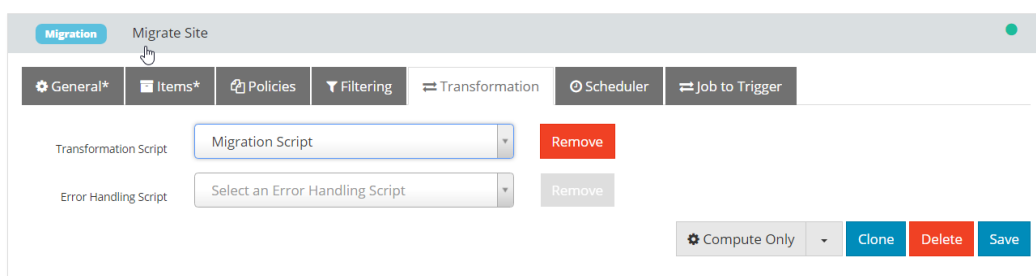 Migration Migrate Site
General* Items* Policies Filtering Transformation Scheduler Job to Trigger
Transformation Script Migration Script Remove
Error Handling Script Select an Error Handling Script Remove
Compute Only Clone Delete Save